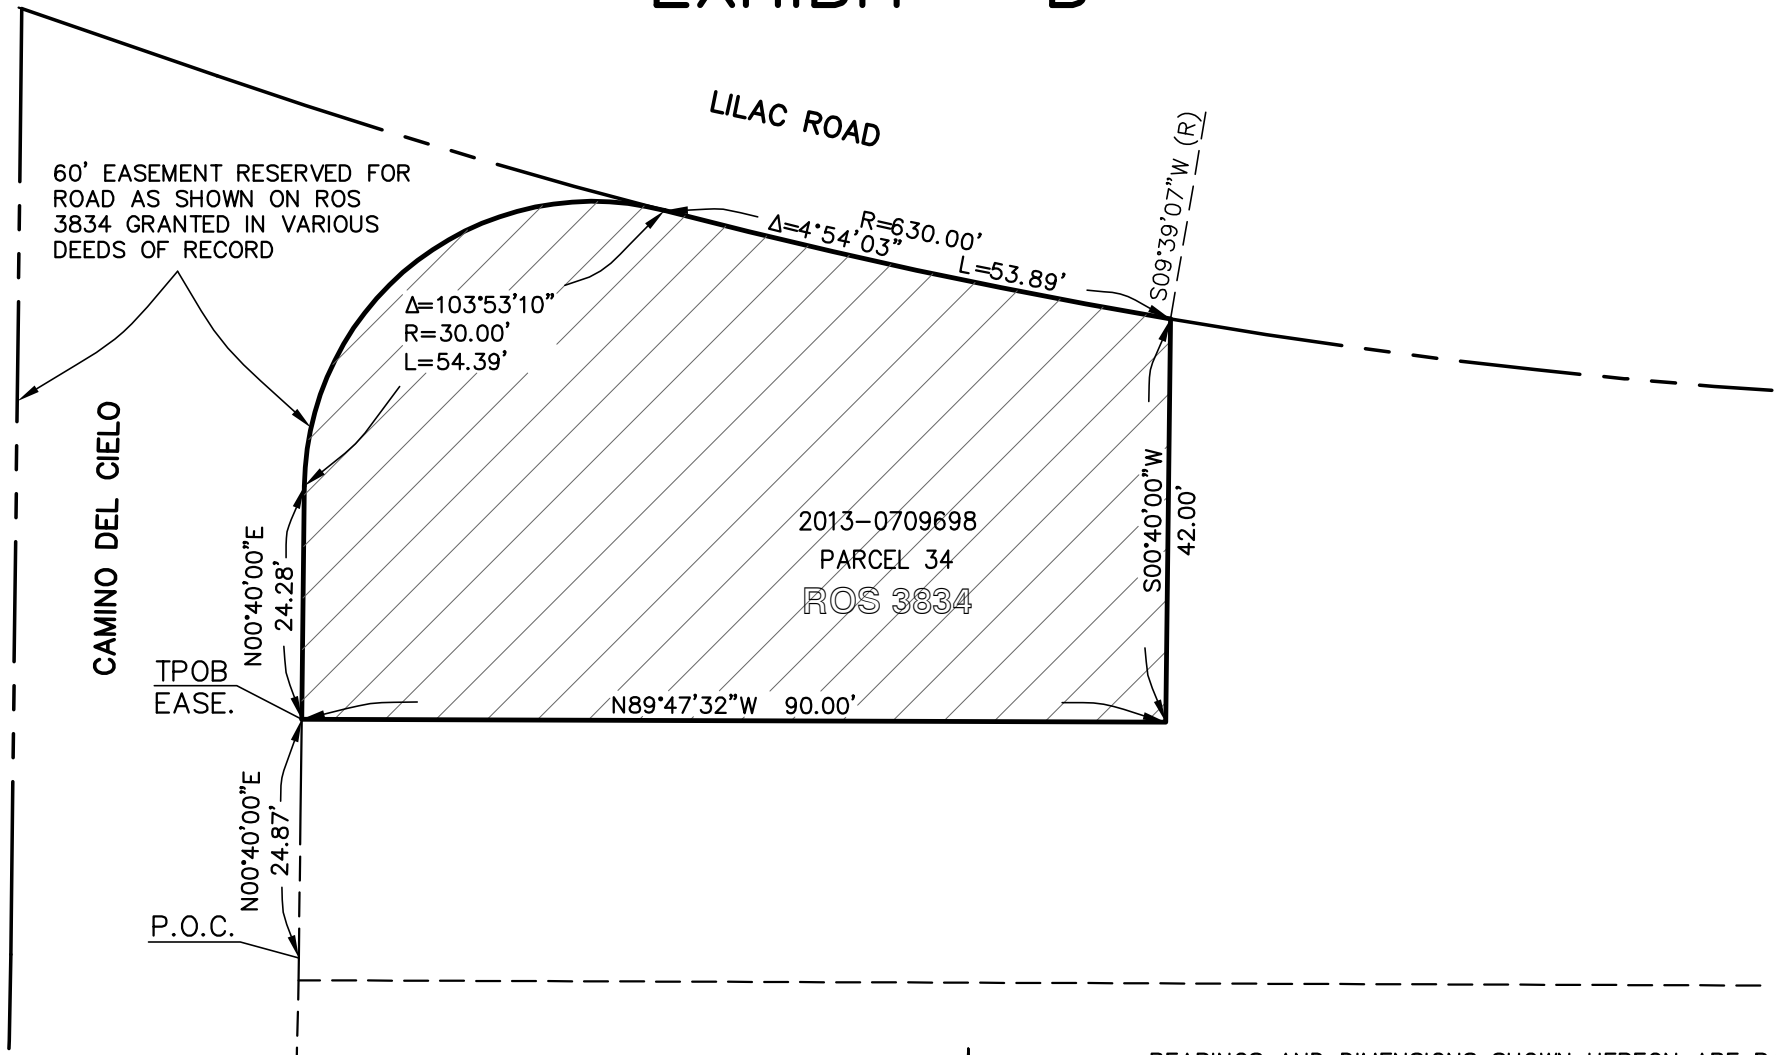 LILAC ROAD
S09°39'07"W (R)
60' EASEMENT RESERVED FOR
ROAD AS SHOWN ON ROS
3834 GRANTED IN VARIOUS
DEEDS OF RECORD
R=630.00'
Δ=4°54'03"
L=53.89'
Δ=103°53'10"
R=30.00'
L=54.39'
CAMINO DEL CIELO
S00°40'00"W
42.00'
2013-0709698
PARCEL 34
ROS 3834
N00°40'00"E
24.28'
TPOB
EASE.
N89°47'32"W 90.00'
N00°40'00"E
24.87'
P.O.C.